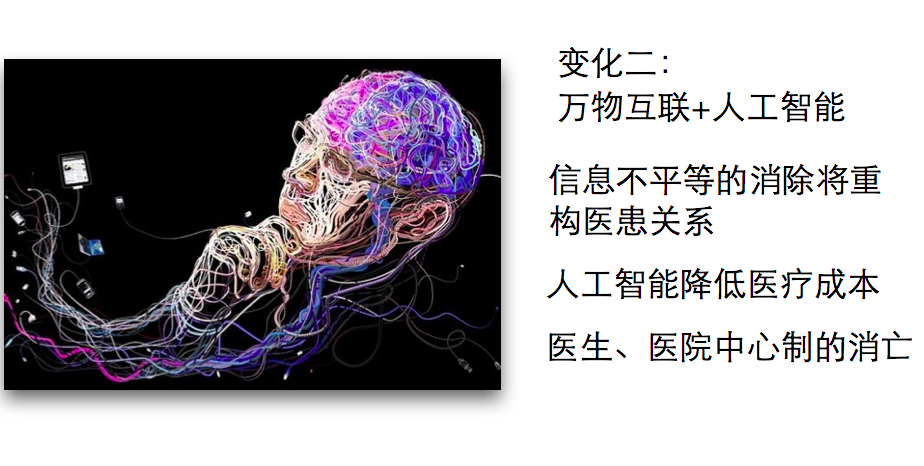 变化二：
万物互联+人工智能
信息不平等的消除将重
构医患关系
人工智能降低医疗成本
医生、医院中心制的消亡